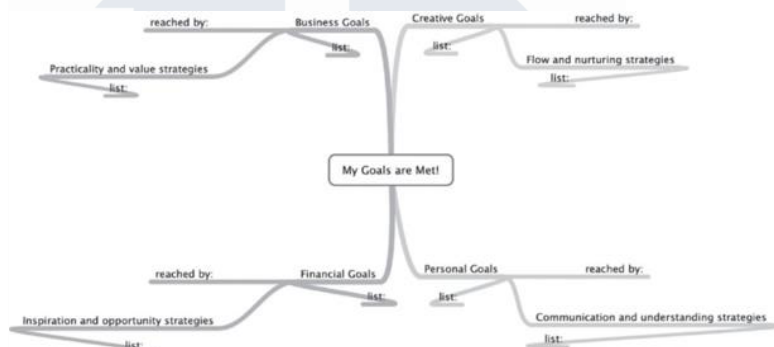 reached by:
Business Goals
list:
Practicality and value strategies
list:
Creative Goals
reached by:
list:
Flow and nurturing strategies
list:
My Goals are Met!
reached by:
Financial Goals
list:
Inspiration and opportunity strategies
list:
Personal Goals
reached by:
list:
Communication and understanding strategies
list: